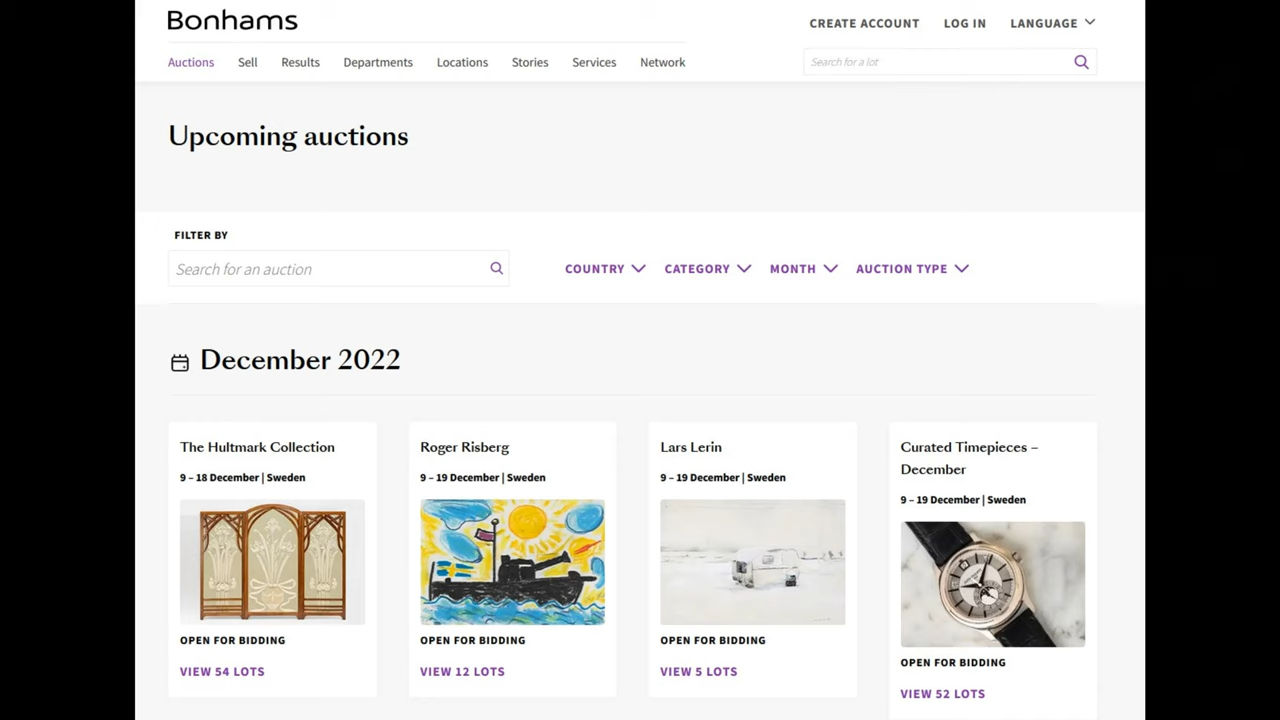 Bonhams
CREATE ACCOUNT LOG IN LANGUAGE
Auctions Sell Results Departments Locations Stories Services Network
Search for a lot
Upcoming auctions
FILTER BY
Search for an auction
COUNTRY CATEGORY MONTH AUCTION TYPE
December 2022
The Hultmark Collection
9 – 18 December | Sweden
OPEN FOR BIDDING
VIEW 54 LOTS
Roger Risberg
9 – 19 December | Sweden
OPEN FOR BIDDING
VIEW 12 LOTS
Lars Lerin
9 – 19 December | Sweden
OPEN FOR BIDDING
VIEW 5 LOTS
Curated Timepieces –
December
9 – 19 December | Sweden
OPEN FOR BIDDING
VIEW 52 LOTS